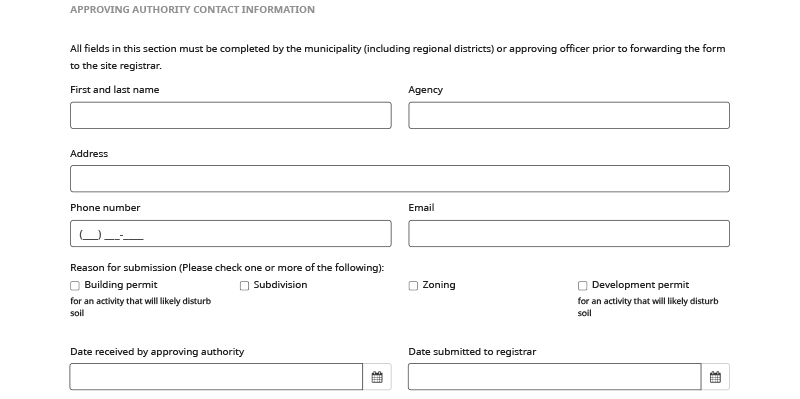 APPROVING AUTHORITY CONTACT INFORMATION
All fields in this section must be completed by the municipality (including regional districts) or approving officer prior to forwarding the form
to the site registrar.
First and last name
Agency
Address
Phone number
Email
(___) ___-____
Reason for submission (Please check one or more of the following):
Building permit
Subdivision
Zoning
Development permit
for an activity that will likely disturb
soil
for an activity that will likely disturb
soil
Date received by approving authority
Date submitted to registrar